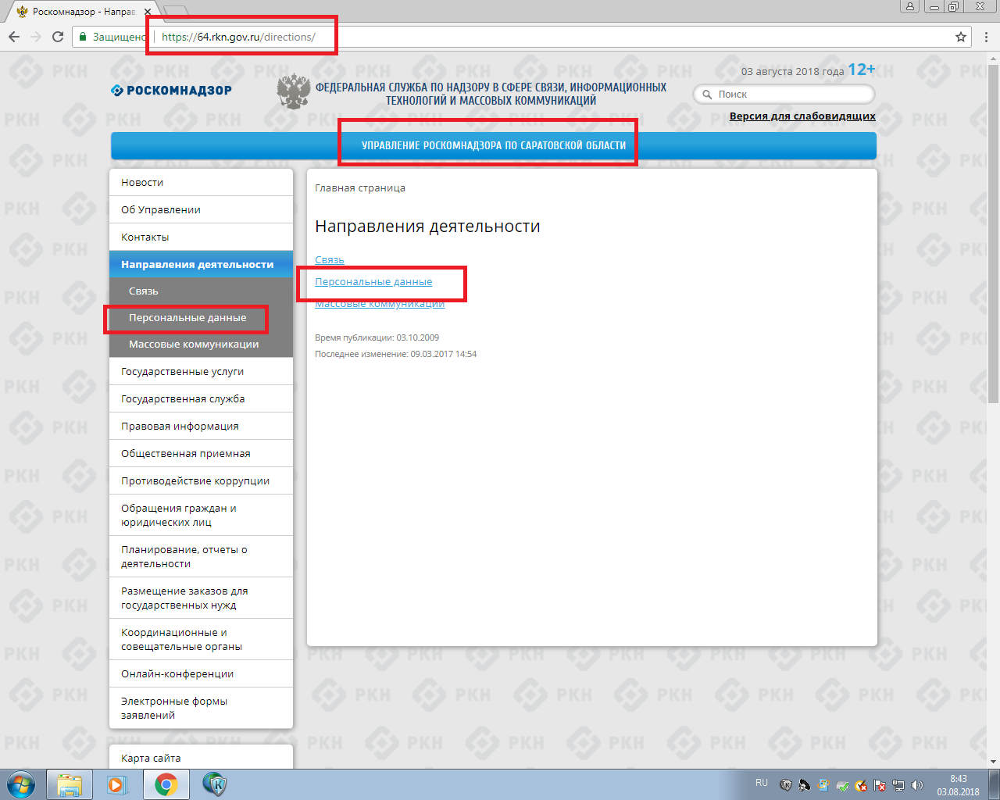 Роскомнадзор - Направ
Защищено
https://64.rkn.gov.ru/directions/
03 августа 2018 года 12+
РОСКОМНАДЗОР
ФЕДЕРАЛЬНАЯ СЛУЖБА ПО НАДЗОРУ В СФЕРЕ СВЯЗИ, ИНФОРМАЦИОННЫХ
ТЕХНОЛОГИЙ И МАССОВЫХ КОММУНИКАЦИЙ
Поиск
Версия для слабовидящих
УПРАВЛЕНИЕ РОСКОМНАДЗОРА ПО САРАТОВСКОЙ ОБЛАСТИ
Новости
Об Управлении
Контакты
Направления деятельности
Связь
Персональные данные
Массовые коммуникации
Государственные услуги
Государственная служба
Правовая информация
Общественная приемная
Противодействие коррупции
Обращения граждан и
юридических лиц
Планирование, отчеты о
деятельности
Размещение заказов для
государственных нужд
Координационные и
совещательные органы
Онлайн-конференции
Электронные формы
заявлений
Карта сайта
Главная страница
Направления деятельности
Связь
Персональные данные
Массовые коммуникации
Время публикации: 03.10.2009
Последнее изменение: 09.03.2017 14:54
RU
8:43
03.08.2018